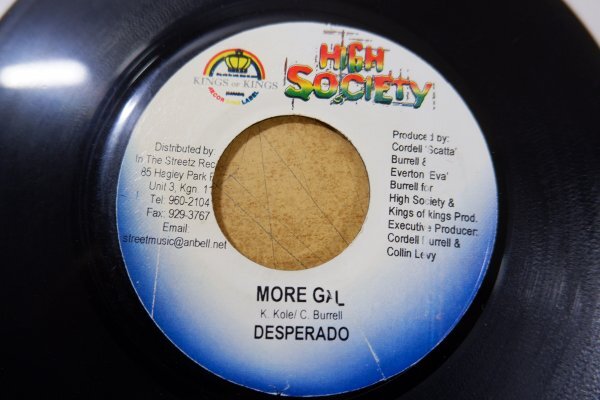 KINGS OF KINGS
HIGH
SOCIETY
Distributed by
In The Streetz Rec
85 Hagley Park
Unit 3, Kgn. 11
Tel: 960-2104
Fax: 929-3767
Email:
streetmusic@anbell.net
Produced by:
Cordell 'Scatta'
Burrell &
Everton 'Eva'
Burrell for
High Society &
Kings of kings Prod.
Executive Producer:
Cordell Burrell &
Collin Levy
MORE GAL
K. Kole/ C. Burrell
DESPERADO